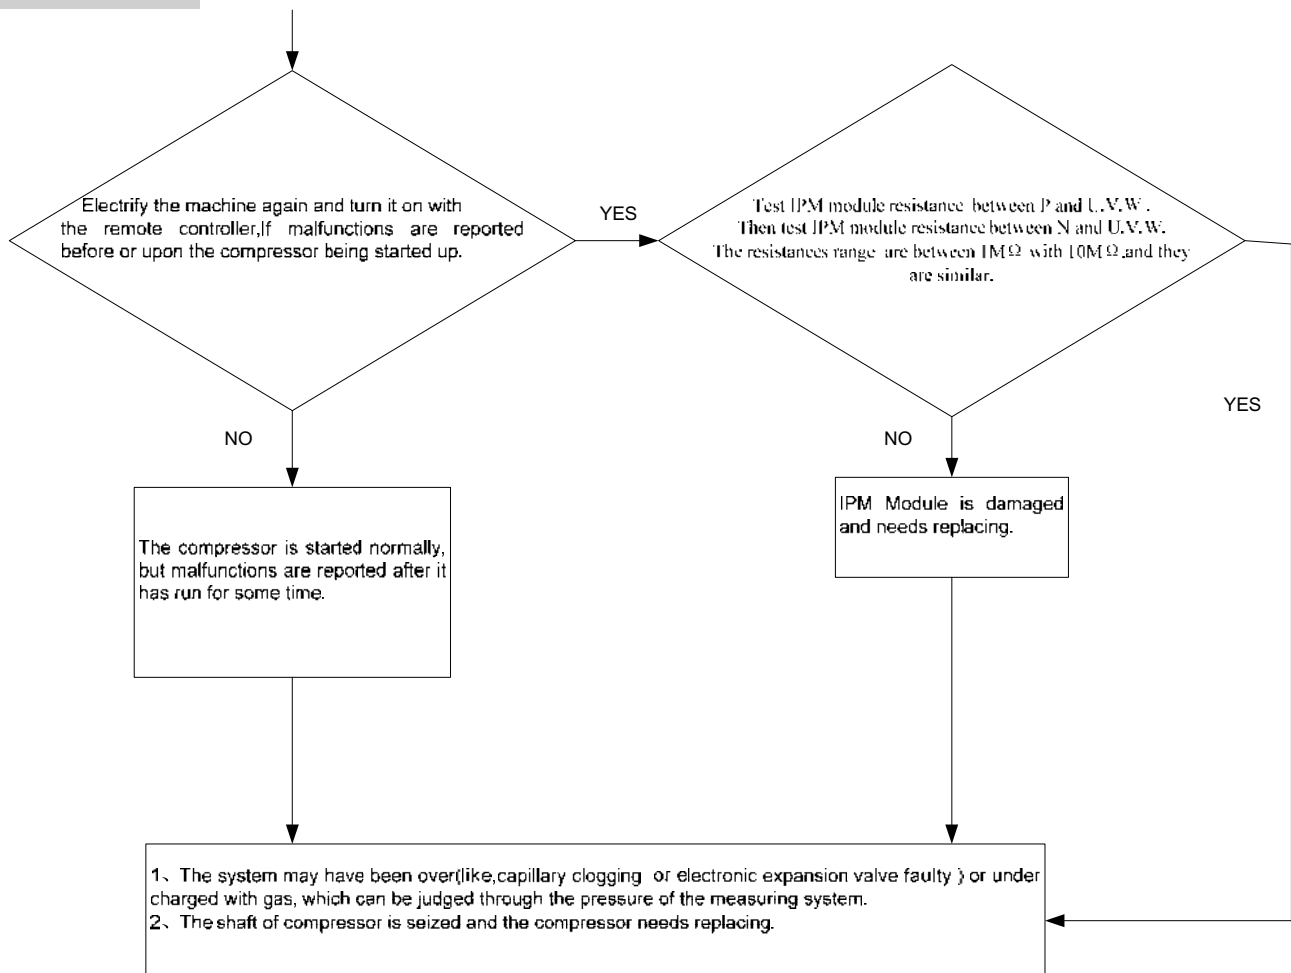 Electrify the machine again and turn it on with
the remote controller,If malfunctions are reported
before or upon the compressor being started up.
YES
Test IPM module resistance between P and U.V.W .
Then test IPM module resistance between N and U.V.W.
The resistances range are between 1MΩ with 10MΩ.and they
are similar.
YES
NO
NO
IPM Module is damaged
and needs replacing.
The compressor is started normally,
but malfunctions are reported after it
has run for some time.
1、The system may have been over(like,capillary clogging or electronic expansion valve faulty ) or under
charged with gas, which can be judged through the pressure of the measuring system.
2、The shaft of compressor is seized and the compressor needs replacing.